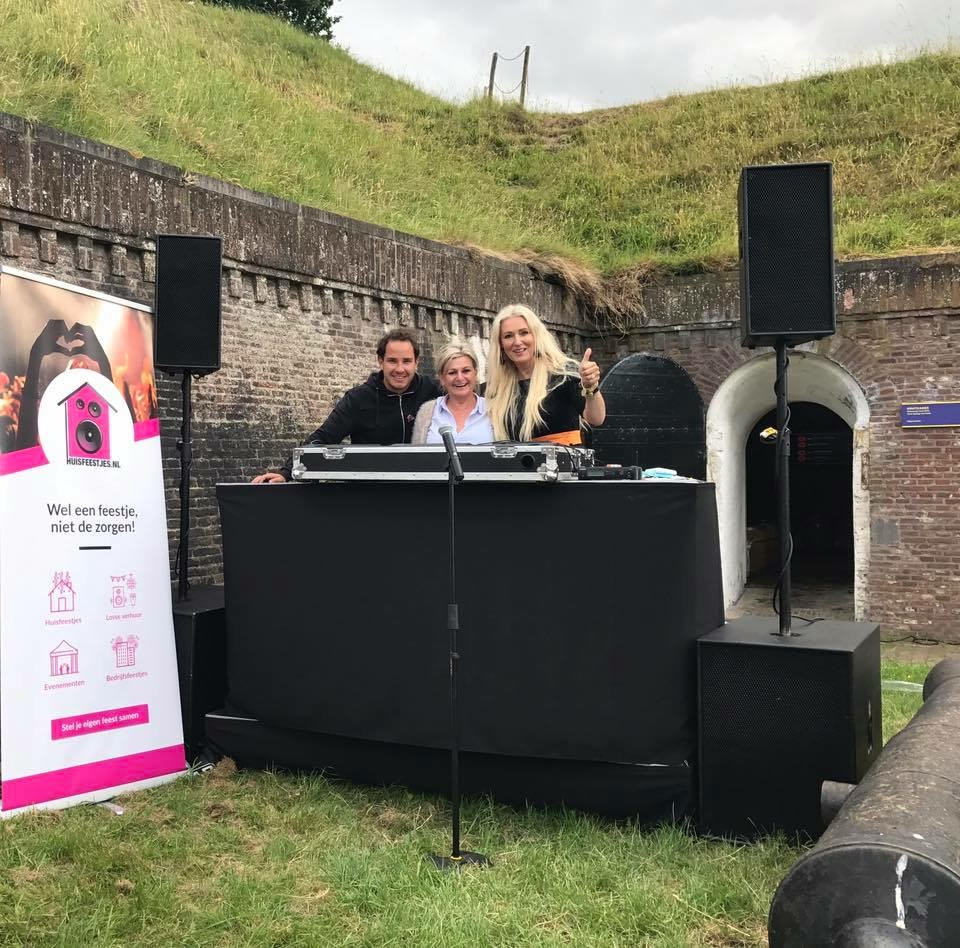 HUISFEESTJES.NL
Wel een feestje,
niet de zorgen!
Huisfeestjes
Losse verhuur
Evenementen
Bedrijfsfeestjes
Stel je eigen feest samen